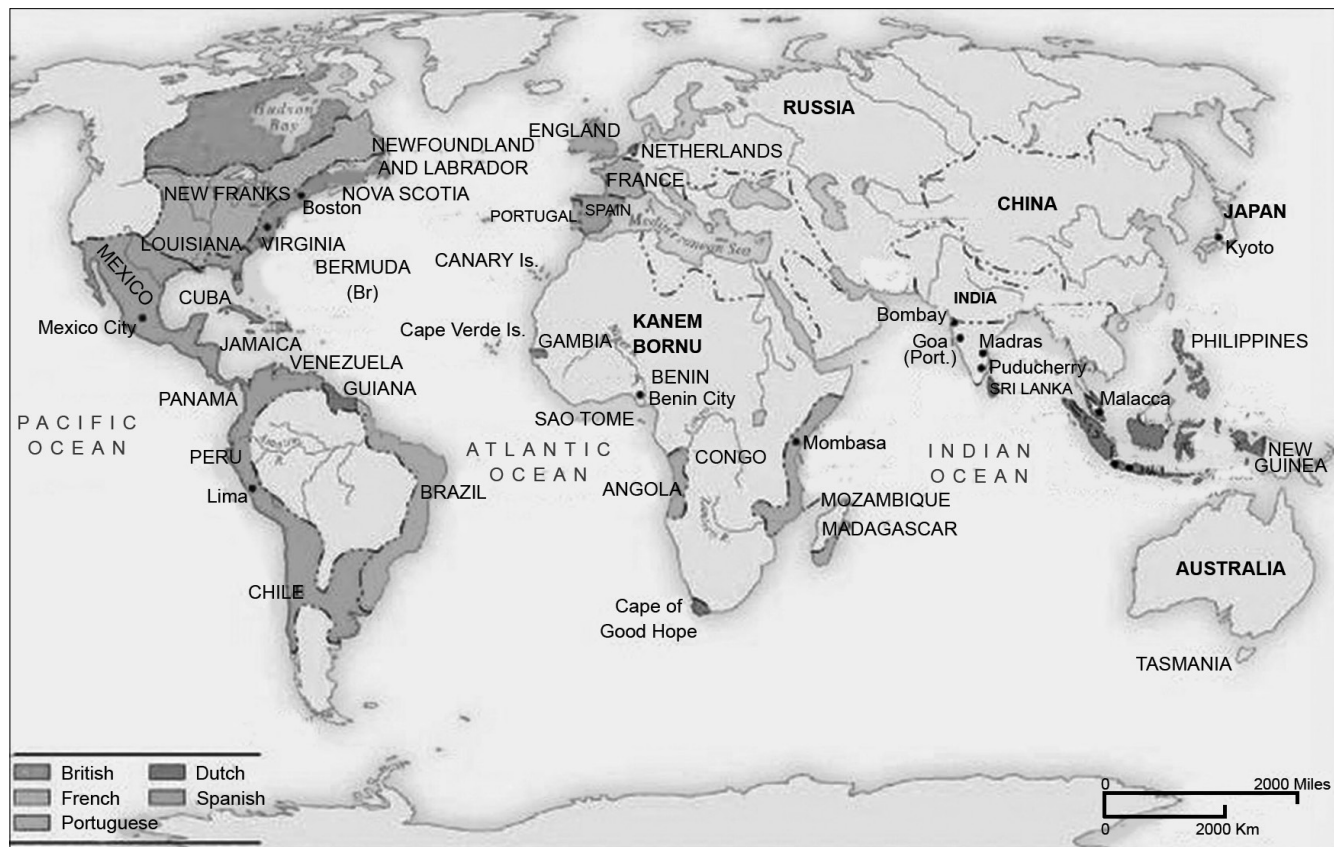 Hudson
Bay
RUSSIA
ENGLAND
NEWFOUNDLAND
AND LABRADOR
NETHERLANDS
FRANCE
NEW FRANKS
NOVA SCOTIA
Boston
PORTUGAL
SPAIN
Mediterranean Sea
CHINA
JAPAN
Kyoto
LOUISIANA
VIRGINIA
MEXICO
BERMUDA
(Br)
CANARY Is.
CUBA
INDIA
Bombay
Mexico City
Cape Verde Is.
KANEM
BORNU
GAMBIA
JAMAICA
Goa
(Port.)
Madras
PHILIPPINES
VENEZUELA
Puducherry
GUIANA
BENIN
Benin City
SRI LANKA
Malacca
PANAMA
SAO TOME
PACIFIC
OCEAN
ATLANTIC
OCEAN
Mombasa
INDIAN
OCEAN
NEW
GUINEA
PERU
CONGO
Lima
BRAZIL
ANGOLA
MOZAMBIQUE
MADAGASCAR
AUSTRALIA
CHILE
Cape of
Good Hope
TASMANIA
British
Dutch
French
Spanish
Portuguese
0 2000 Miles
0 2000 Km